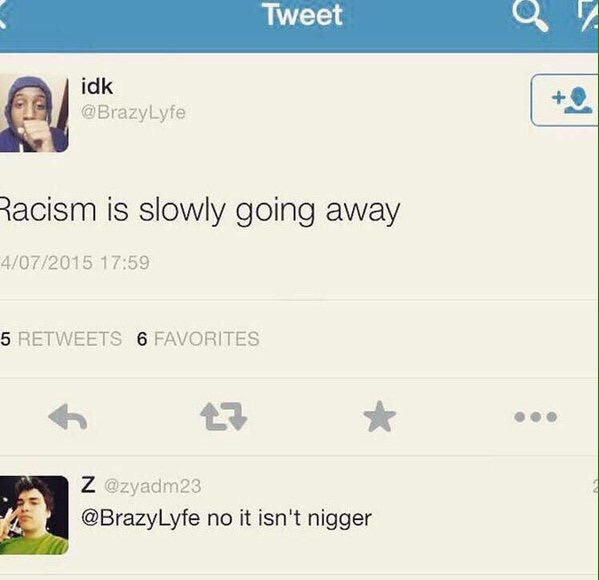 Tweet
idk
@BrazyLyfe
Racism is slowly going away
4/07/2015 17:59
5 RETWEETS 6 FAVORITES
Z @zyadm23
@BrazyLyfe no it isn't nigger